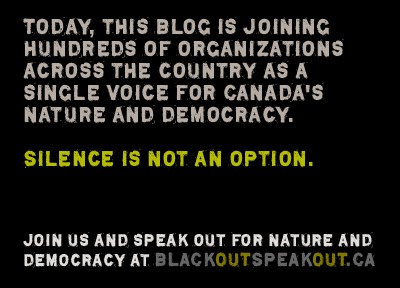 TODAY, THIS BLOG IS JOINING
HUNDREDS OF ORGANIZATIONS
ACROSS THE COUNTRY AS A
SINGLE VOICE FOR CANADA'S
NATURE AND DEMOCRACY.
SILENCE IS NOT AN OPTION.
JOIN US AND SPEAK OUT FOR NATURE AND
DEMOCRACY AT BLACKOUTSPEAKOUT.CA